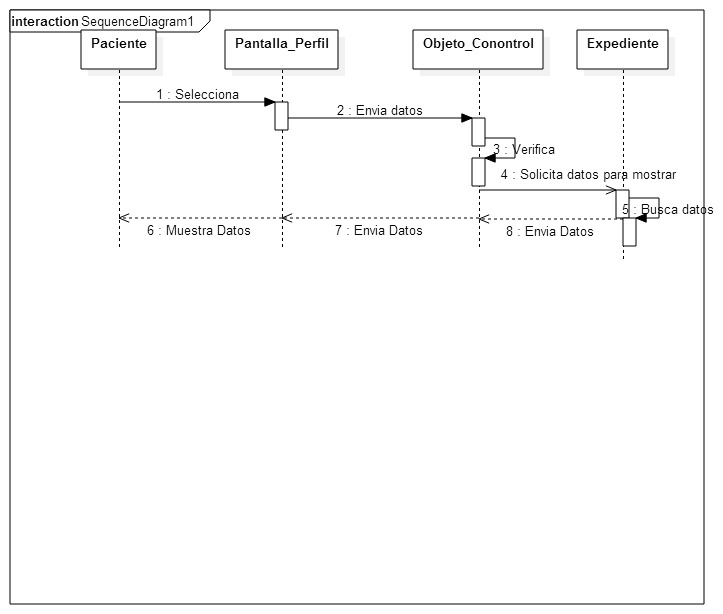 interaction SequenceDiagram1
Paciente
Pantalla_Perfil
Objeto_Conontrol
Expediente
1 : Selecciona
2 : Envia datos
3 : Verifica
4 : Solicita datos para mostrar
5 : Busca datos
6 : Muestra Datos
7 : Envia Datos
8 : Envia Datos